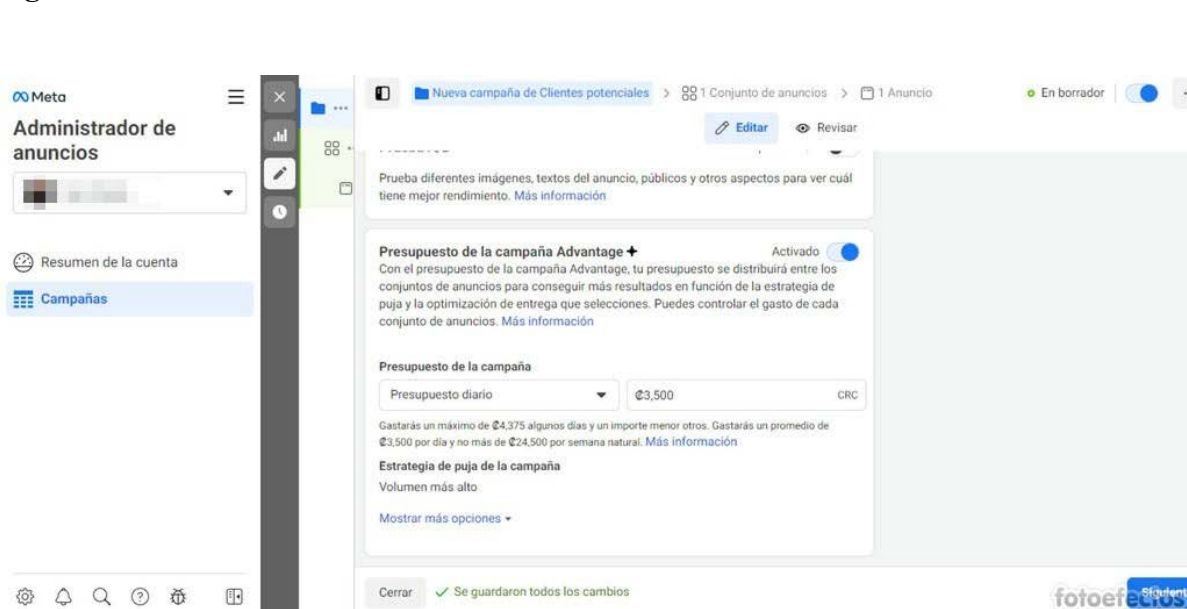 Meta
Administrador de
anuncios
Resumen de la cuenta
Campañas
Nueva campaña de Clientes potenciales > 1 Conjunto de anuncios > 1 Anuncio
En borrador
Editar
Revisar
Prueba diferentes imágenes, textos del anuncio, públicos y otros aspectos para ver cuál
tiene mejor rendimiento. Más información
Presupuesto de la campaña Advantage+
Activado
Con el presupuesto de la campaña Advantage, tu presupuesto se distribuirá entre los
conjuntos de anuncios para conseguir más resultados en función de la estrategia de
puja y la optimización de entrega que selecciones. Puedes controlar el gasto de cada
conjunto de anuncios. Más información
Presupuesto de la campaña
Presupuesto diario
₡3,500 CRC
Gastarás un máximo de ₡4,375 algunos días y un importe menor otros. Gastarás un promedio de
₡3,500 por día y no más de ₡24,500 por semana natural. Más información
Estrategia de puja de la campaña
Volumen más alto
Mostrar más opciones
Cerrar
Se guardaron todos los cambios
Siguient
fotoefectos